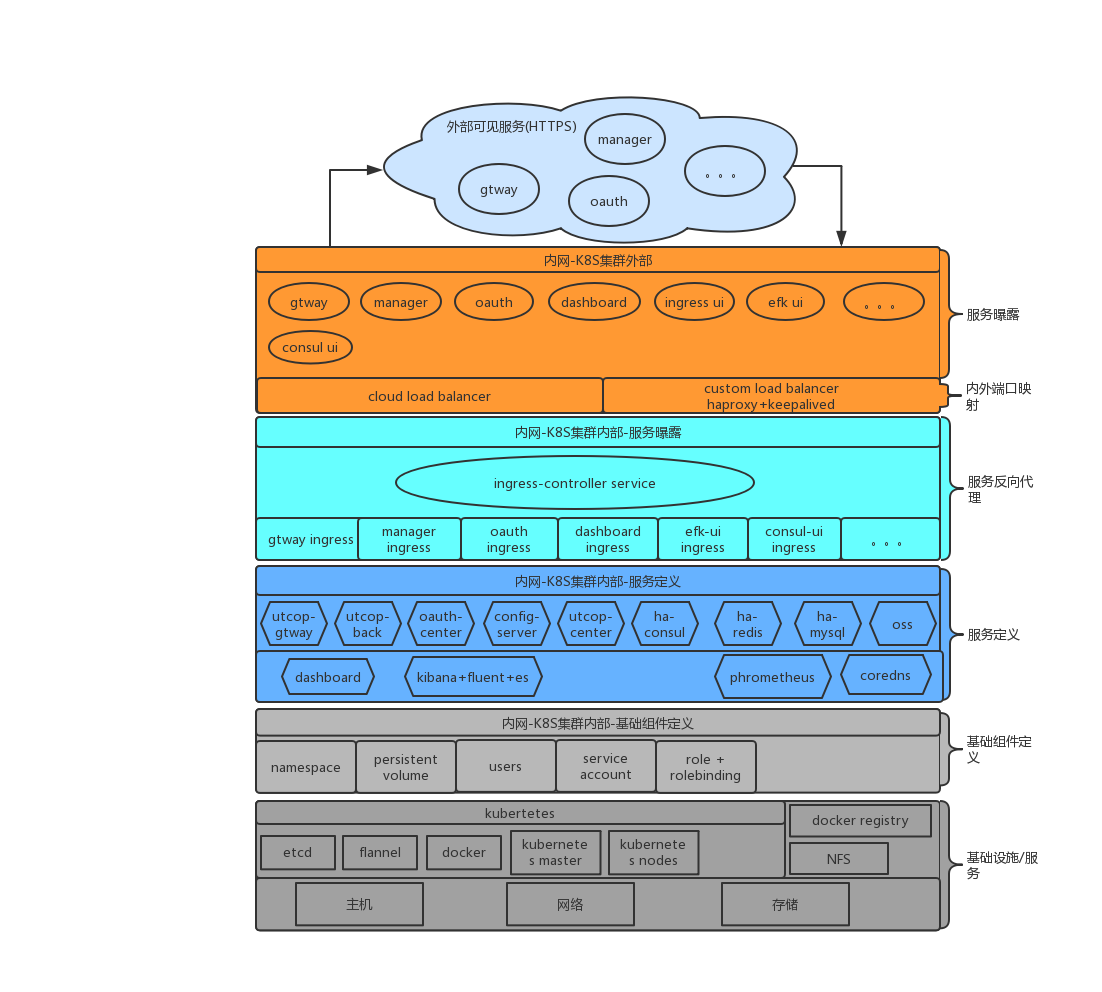 外部可见服务(HTTPS)
manager
gtway
oauth
。。。
内网-K8S集群外部
gtway
manager
oauth
dashboard
ingress ui
efk ui
。。。
consul ui
服务曝露
cloud load balancer
custom load balancer
haproxy+keepalived
内外端口映
射
内网-K8S集群内部-服务曝露
ingress-controller service
服务反向代
理
gtway ingress
manager
ingress
oauth
ingress
dashboard
ingress
efk-ui
ingress
consul-ui
ingress
。。。
内网-K8S集群内部-服务定义
utcop-
gtway
utcop-
back
oauth-
center
config-
server
utcop-
center
ha-
consul
ha-
redis
ha-
mysql
oss
服务定义
dashboard
kibana+fluent+es
phrometheus
coredns
内网-K8S集群内部-基础组件定义
namespace
persistent
volume
users
service
account
role +
rolebinding
基础组件定
义
kubertetes
docker registry
etcd
flannel
docker
kubernete
s master
kubernete
s nodes
NFS
基础设施/服
务
主机
网络
存储